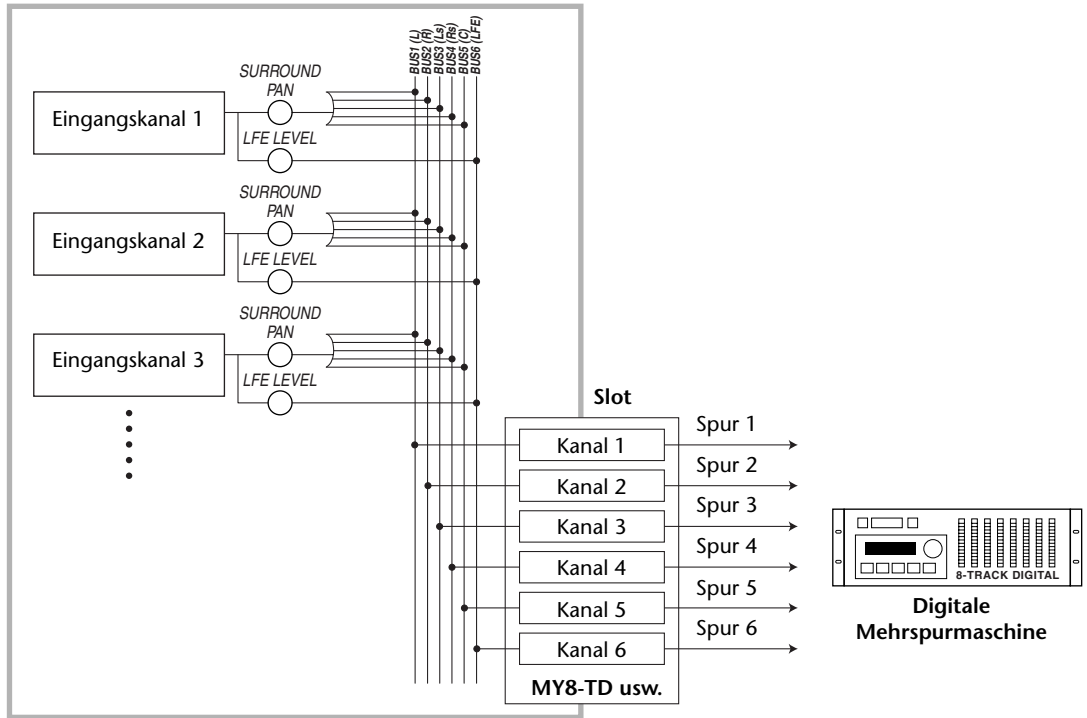 BUS1 (L)
BUS2 (R)
BUS3 (Ls)
BUS4 (Rs)
BUS5 (C)
BUS6 (LFE)
SURROUND
PAN
Eingangskanal 1
LFE LEVEL
SURROUND
PAN
Eingangskanal 2
LFE LEVEL
SURROUND
PAN
Eingangskanal 3
LFE LEVEL
Slot
Kanal 1
Spur 1
Kanal 2
Spur 2
Kanal 3
Spur 3
Kanal 4
Spur 4
Kanal 5
Spur 5
Kanal 6
Spur 6
MY8-TD usw.
8-TRACK DIGITAL
Digitale
Mehrspurmaschine